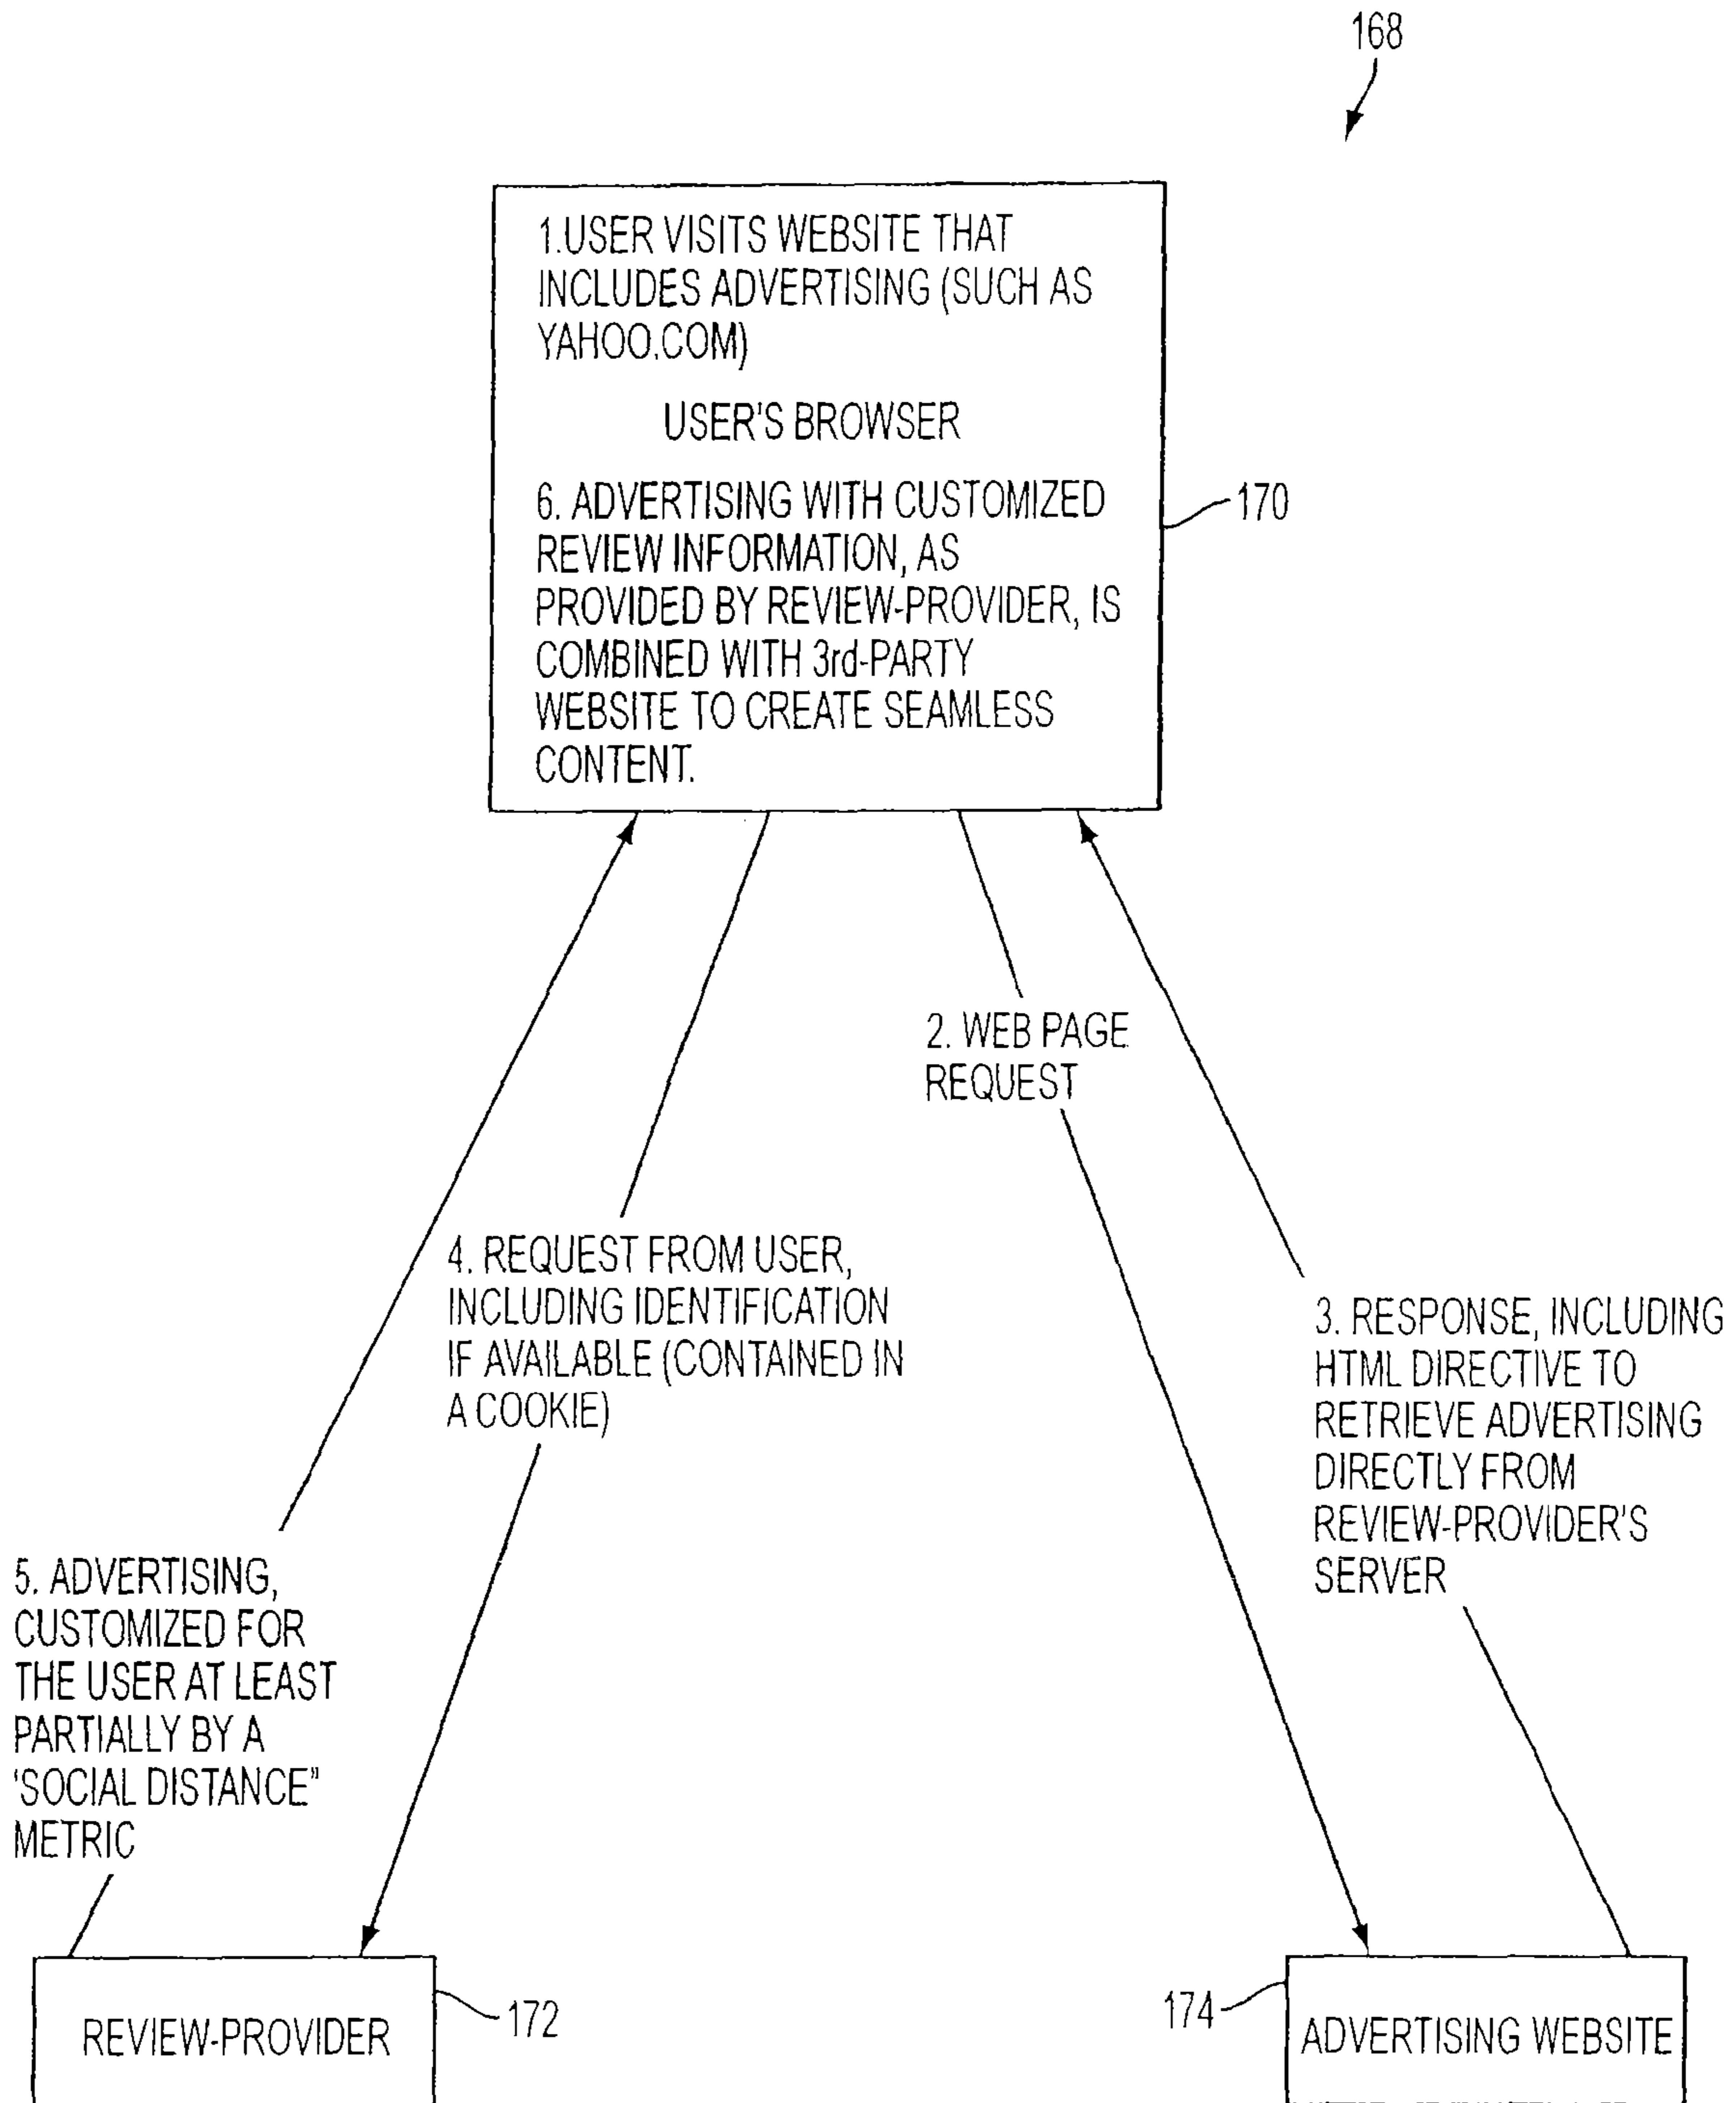 168
1.USER VISITS WEBSITE THAT
INCLUDES ADVERTISING (SUCH AS
YAHOO.COM)
USER'S BROWSER
6. ADVERTISING WITH CUSTOMIZED
REVIEW INFORMATION, AS
PROVIDED BY REVIEW-PROVIDER, IS
COMBINED WITH 3rd-PARTY
WEBSITE TO CREATE SEAMLESS
CONTENT.
170
2. WEB PAGE
REQUEST
4. REQUEST FROM USER,
INCLUDING IDENTIFICATION
IF AVAILABLE (CONTAINED IN
A COOKIE)
3. RESPONSE, INCLUDING
HTML DIRECTIVE TO
RETRIEVE ADVERTISING
DIRECTLY FROM
REVIEW-PROVIDER'S
SERVER
5. ADVERTISING,
CUSTOMIZED FOR
THE USER AT LEAST
PARTIALLY BY A
'SOCIAL DISTANCE"
METRIC
REVIEW-PROVIDER
172
174
ADVERTISING WEBSITE